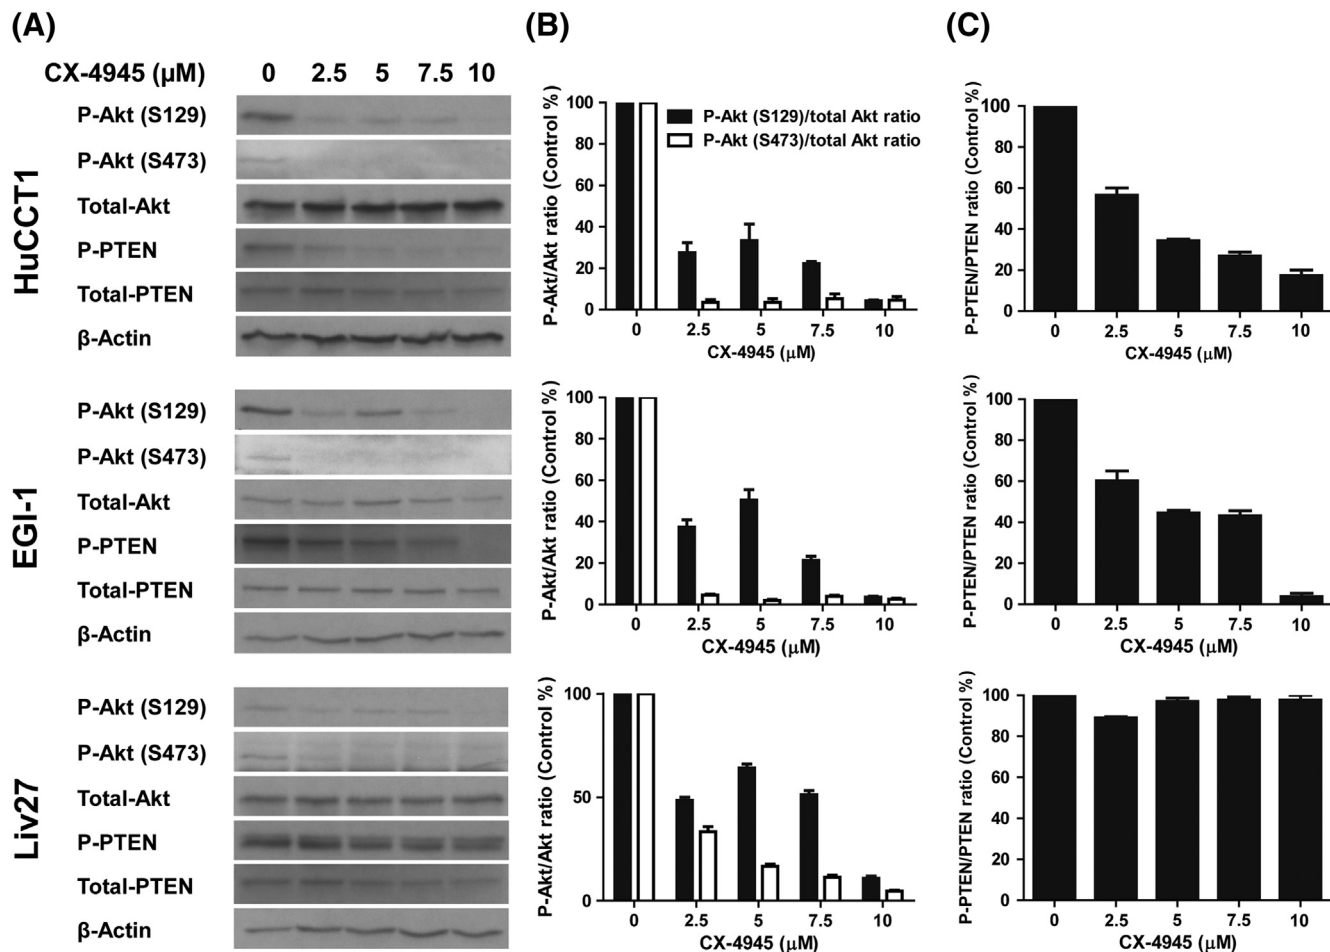 (A)
CX-4945 (µM) 0 2.5 5 7.5 10
HuCCT1
P-Akt (S129)
P-Akt (S473)
Total-Akt
P-PTEN
Total-PTEN
β-Actin
EGI-1
P-Akt (S129)
P-Akt (S473)
Total-Akt
P-PTEN
Total-PTEN
β-Actin
Liv27
P-Akt (S129)
P-Akt (S473)
Total-Akt
P-PTEN
Total-PTEN
β-Actin
(B)
P-Akt/Akt ratio (Control %)
100
80
60
40
20
0
P-Akt (S129)/total Akt ratio
P-Akt (S473)/total Akt ratio
0 2.5 5 7.5 10
CX-4945 (µM)
P-Akt/Akt ratio (Control %)
100
80
60
40
20
0
0 2.5 5 7.5 10
CX-4945 (µM)
P-Akt/Akt ratio (Control %)
100
50
0
0 2.5 5 7.5 10
CX-4945 (µM)
(C)
P-PTEN/PTEN ratio (Control %)
100
80
60
40
20
0
0 2.5 5 7.5 10
CX-4945 (µM)
P-PTEN/PTEN ratio (Control %)
100
80
60
40
20
0
0 2.5 5 7.5 10
CX-4945 (µM)
P-PTEN/PTEN ratio (Control %)
100
80
60
40
20
0
0 2.5 5 7.5 10
CX-4945 (µM)